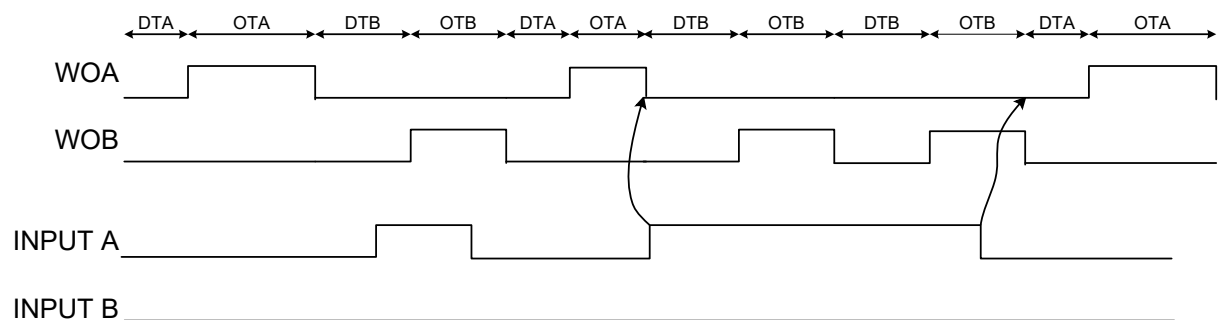 DTA OTA DTB OTB DTA OTA DTB OTB DTB OTB DTA OTA
WOA
WOB
INPUT A
INPUT B